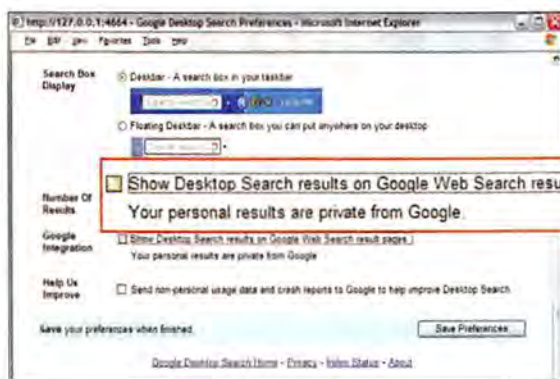 http://127.0.0.1:4664 - Google Desktop Search Preferences - Microsoft Internet Explorer
File Edit View Favorites Tools Help
Search Box Display
Deskbar - A search box in your taskbar
Floating Deskbar - A search box you can put anywhere on your desktop
Show Desktop Search results on Google Web Search resu
Your personal results are private from Google.
Number Of Results
Google Integration
Show Desktop Search results on Google Web Search result pages.
Your personal results are private from Google
Help Us Improve
Send non-personal usage data and crash reports to Google to help improve Desktop Search.
Save your preferences when finished.
Save Preferences
Google Desktop Search Home - Privacy - Index Status - About